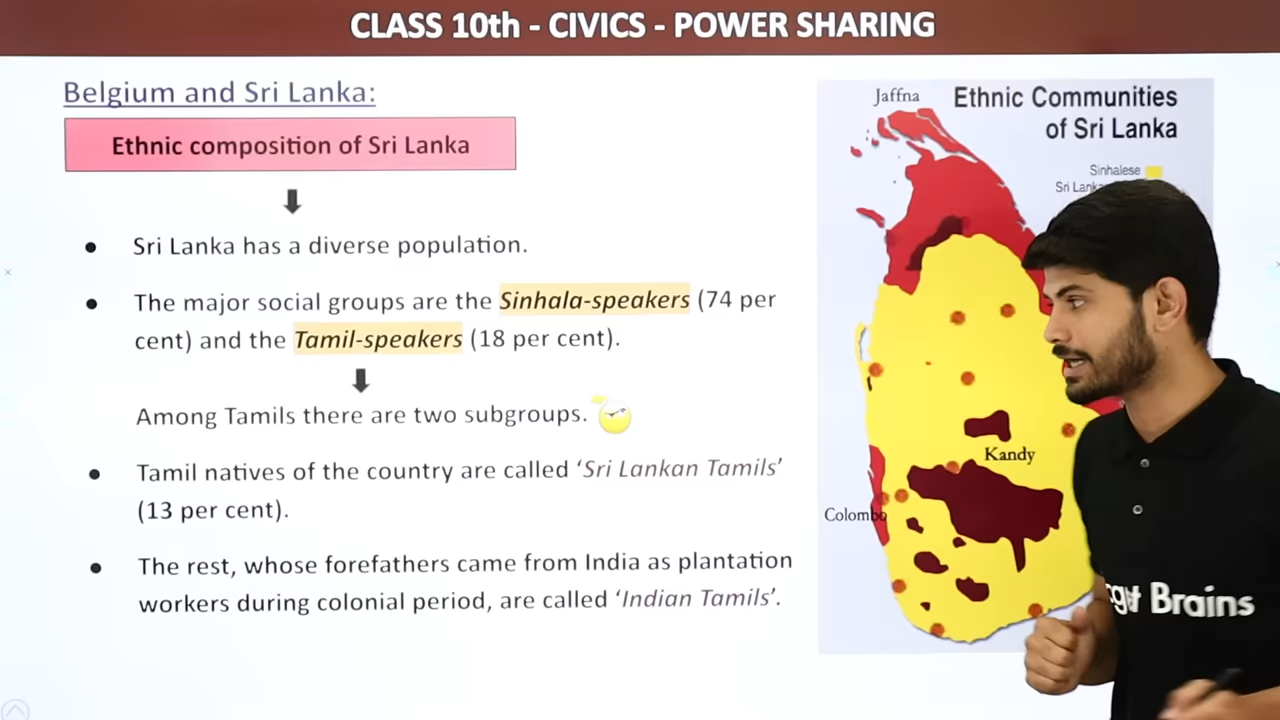 CLASS 10th - CIVICS - POWER SHARING
Belgium and Sri Lanka:
Ethnic composition of Sri Lanka
● Sri Lanka has a diverse population.
● The major social groups are the Sinhala-speakers (74 per
cent) and the Tamil-speakers (18 per cent).
Among Tamils there are two subgroups.
● Tamil natives of the country are called ‘Sri Lankan Tamils’
(13 per cent).
● The rest, whose forefathers came from India as plantation
workers during colonial period, are called ‘Indian Tamils’.
Jaffna
Ethnic Communities
of Sri Lanka
Sinhalese
Sri
Kandy
Colombo
Brains